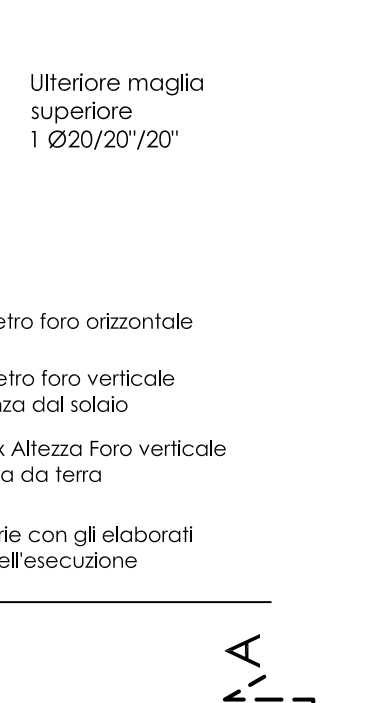 Ulteriore maglia
superiore
1 Ø20/20"/20"
etro foro orizzontale
etro foro verticale
nza dal solaio
x Altezza Foro verticale
a da terra
rie con gli elaborati
ell'esecuzione
A